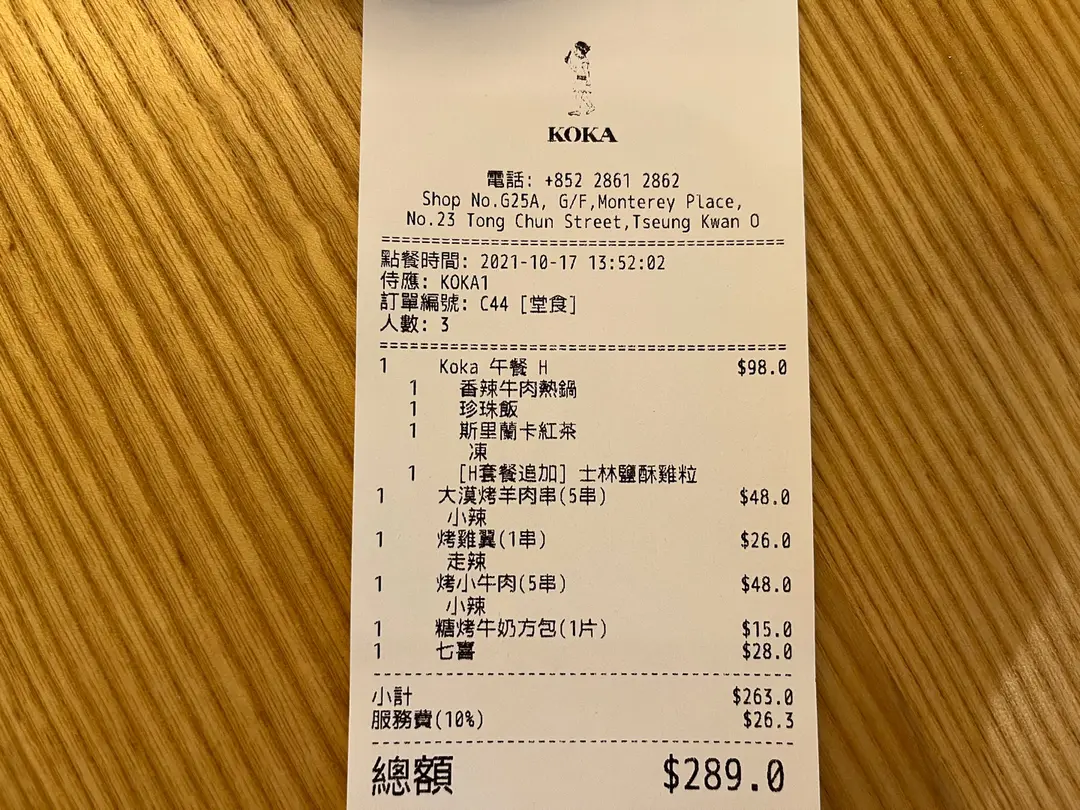 KOKA
電話: +852 2861 2862
Shop No.G25A, G/F,Monterey Place,
No.23 Tong Chun Street,Tseung Kwan O
點餐時間: 2021-10-17 13:52:02
侍應: KOKA1
訂單編號: C44 [堂食]
人數: 3
1 Koka 午餐 H $98.0
1 香辣牛肉熱鍋
1 珍珠飯
1 斯里蘭卡紅茶
凍
1 [H套餐追加] 士林鹽酥雞粒
1 大漠烤羊肉串(5串) $48.0
小辣
1 烤雞翼(1串) $26.0
走辣
1 烤小牛肉(5串) $48.0
小辣
1 糖烤牛奶方包(1片) $15.0
1 七喜 $28.0
小計 $263.0
服務費(10%) $26.3
總額 $289.0